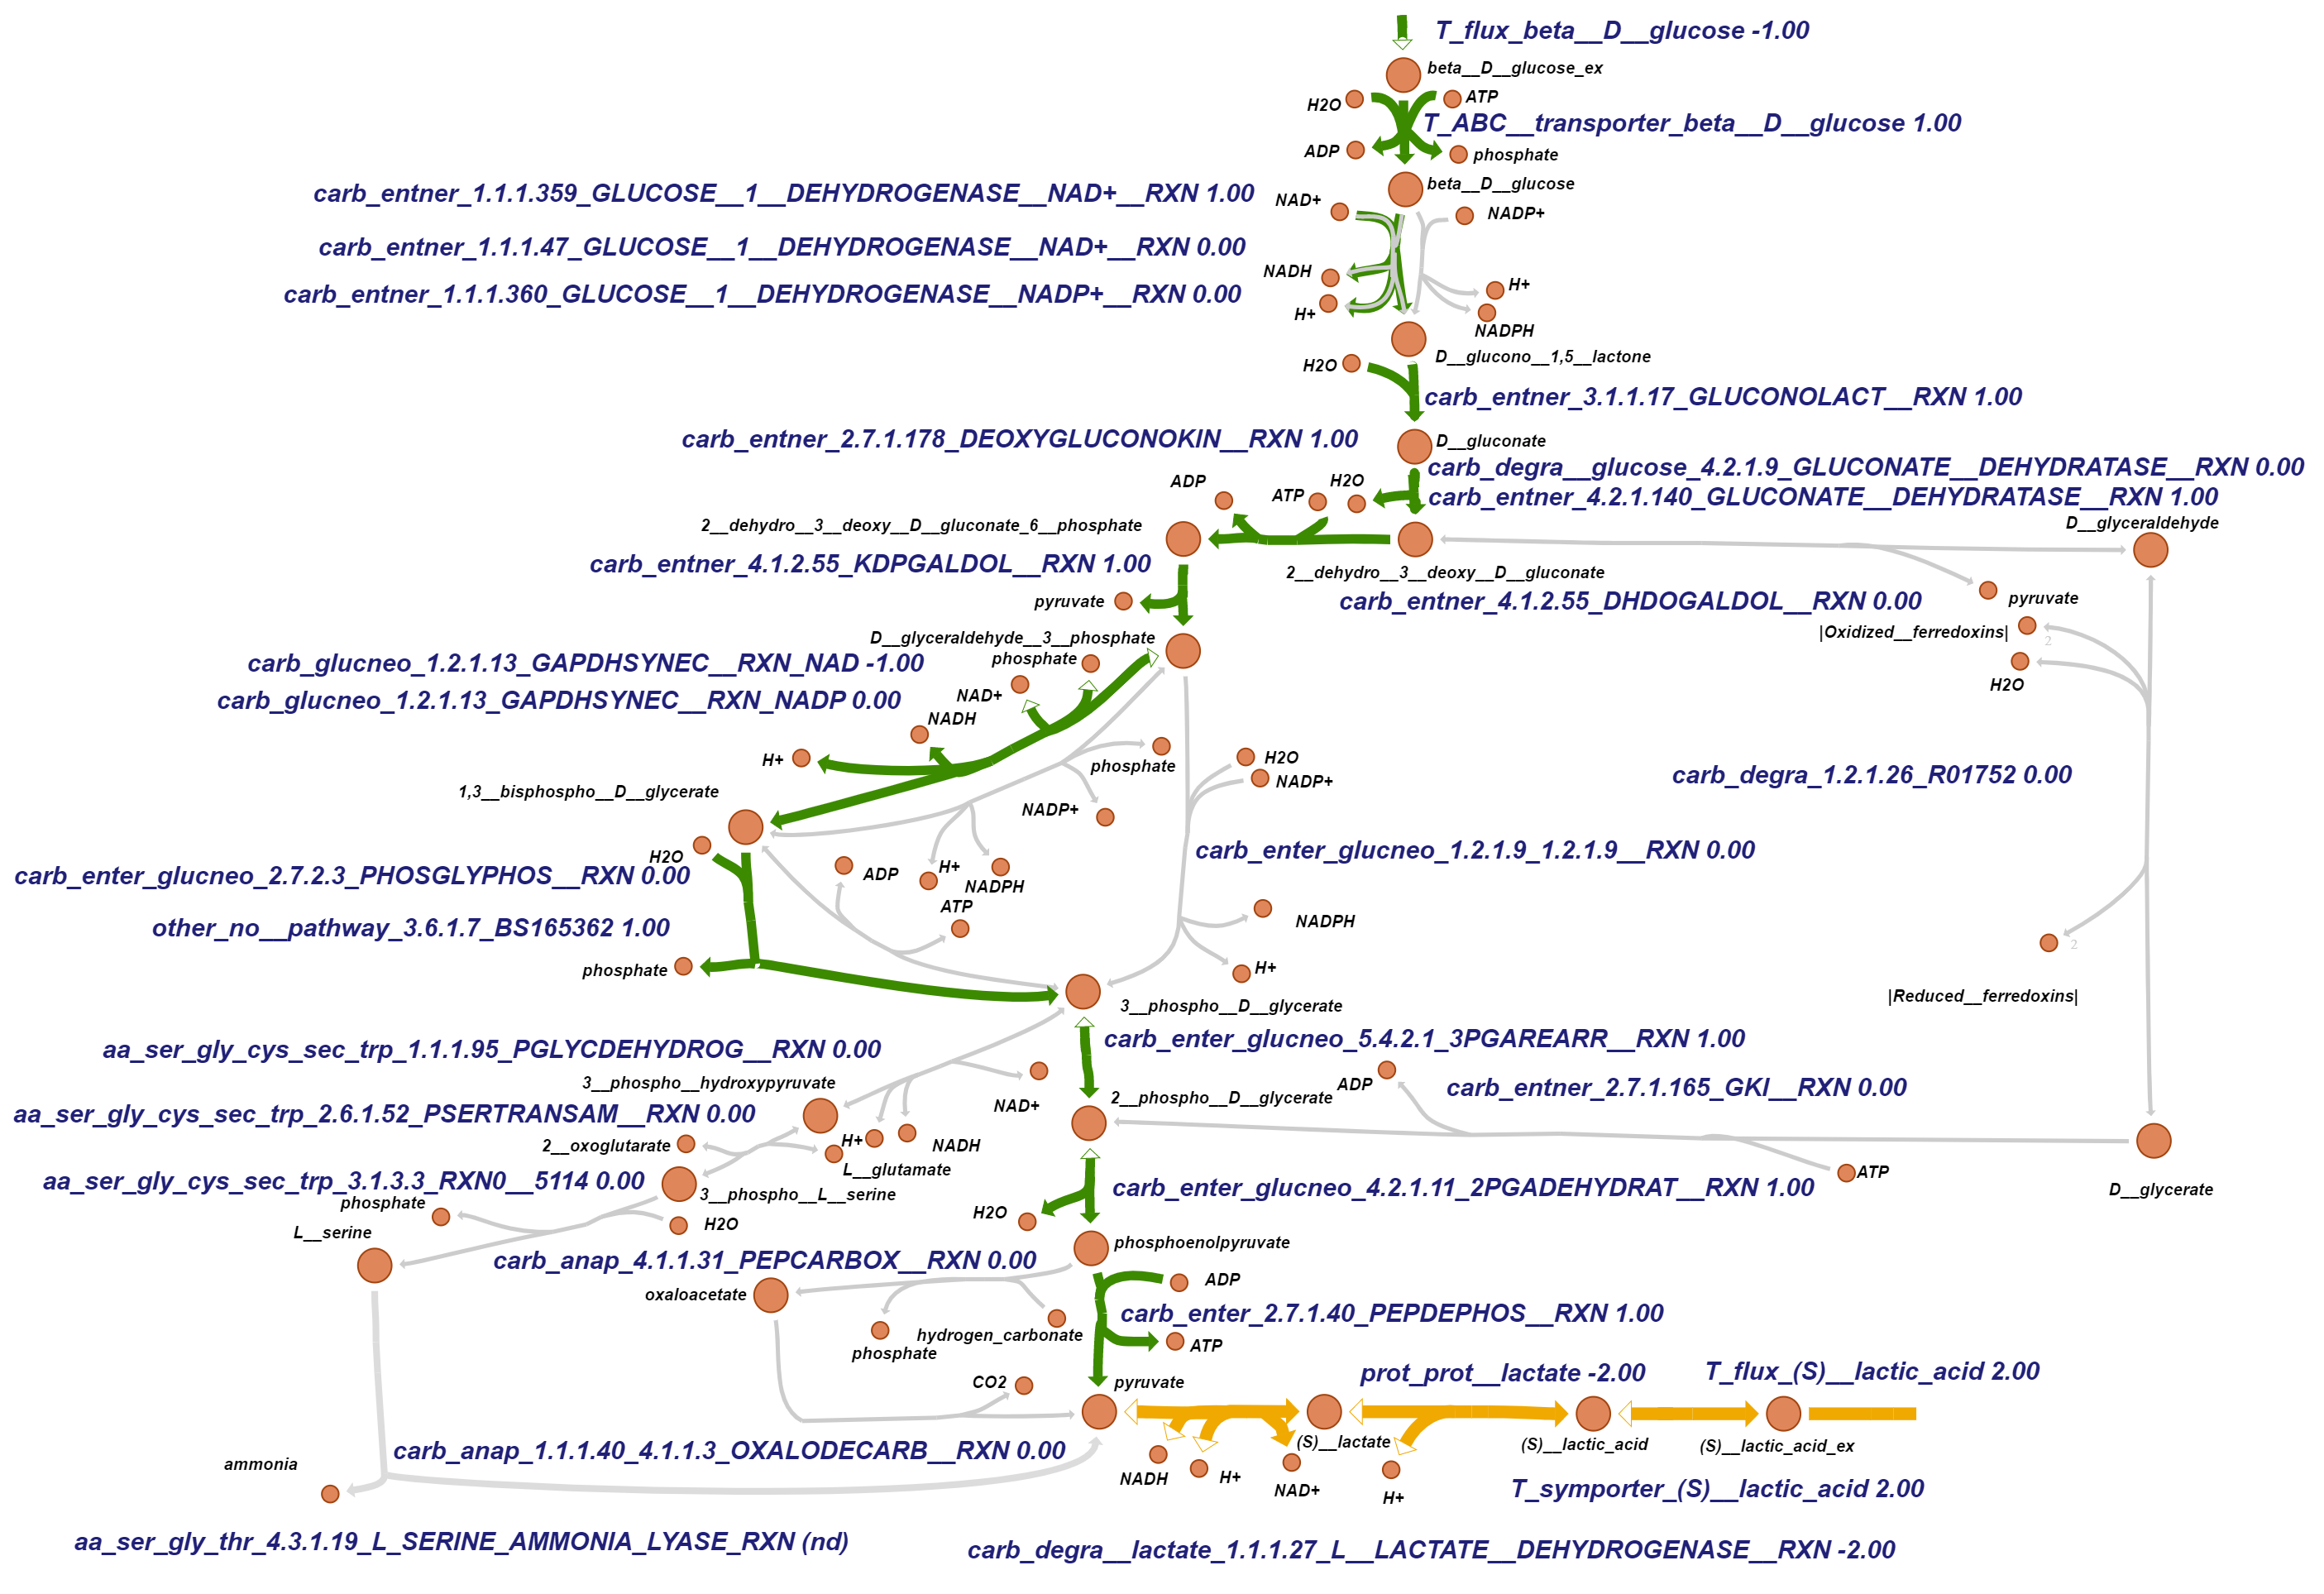 T_flux_beta__D__glucose -1.00
beta__D__glucose_ex
H2O
ATP
T_ABC__transporter_beta__D__glucose 1.00
ADP
phosphate
beta__D__glucose
carb_entner_1.1.1.359_GLUCOSE__1__DEHYDROGENASE__NAD+__RXN 1.00
NAD+
NADP+
carb_entner_1.1.1.47_GLUCOSE__1__DEHYDROGENASE__NAD+__RXN 0.00
NADH
H+
carb_entner_1.1.1.360_GLUCOSE__1__DEHYDROGENASE__NADP+__RXN 0.00
H+
NADPH
D__glucono__1,5__lactone
H2O
carb_entner_3.1.1.17_GLUCONOLACT__RXN 1.00
carb_entner_2.7.1.178_DEOXYGLUCONOKIN__RXN 1.00
D__gluconate
carb_degra__glucose_4.2.1.9_GLUCONATE__DEHYDRATASE__RXN 0.00
ADP
ATP
H2O
carb_entner_4.2.1.140_GLUCONATE__DEHYDRATASE__RXN 1.00
2__dehydro__3__deoxy__D__gluconate_6__phosphate
D__glyceraldehyde
carb_entner_4.1.2.55_KDPGALDOL__RXN 1.00
2__dehydro__3__deoxy__D__gluconate
pyruvate
carb_entner_4.1.2.55_DHDOGALDOL__RXN 0.00
pyruvate
D__glyceraldehyde__3__phosphate
|Oxidized__ferredoxins|
2
carb_glucneo_1.2.1.13_GAPDHSYNEC__RXN_NAD -1.00
phosphate
H2O
carb_glucneo_1.2.1.13_GAPDHSYNEC__RXN_NADP 0.00
NAD+
NADH
H+
phosphate
H2O
NADP+
carb_degra_1.2.1.26_R01752 0.00
1,3__bisphospho__D__glycerate
NADP+
H2O
carb_enter_glucneo_1.2.1.9_1.2.1.9__RXN 0.00
carb_enter_glucneo_2.7.2.3_PHOSGLYPHOS__RXN 0.00
ADP
H+
NADPH
ATP
other_no__pathway_3.6.1.7_BS165362 1.00
NADPH
2
phosphate
H+
|Reduced__ferredoxins|
3__phospho__D__glycerate
carb_enter_glucneo_5.4.2.1_3PGAREARR__RXN 1.00
aa_ser_gly_cys_sec_trp_1.1.1.95_PGLYCDEHYDROG__RXN 0.00
3__phospho__hydroxypyruvate
ADP
carb_entner_2.7.1.165_GKI__RXN 0.00
NAD+
2__phospho__D__glycerate
aa_ser_gly_cys_sec_trp_2.6.1.52_PSERTRANSAM__RXN 0.00
2__oxoglutarate
H+
NADH
L__glutamate
ATP
aa_ser_gly_cys_sec_trp_3.1.3.3_RXN0__5114 0.00
3__phospho__L__serine
carb_enter_glucneo_4.2.1.11_2PGADEHYDRAT__RXN 1.00
D__glycerate
phosphate
H2O
H2O
L__serine
phosphoenolpyruvate
carb_anap_4.1.1.31_PEPCARBOX__RXN 0.00
ADP
oxaloacetate
carb_enter_2.7.1.40_PEPDEPHOS__RXN 1.00
hydrogen_carbonate
phosphate
ATP
CO2
pyruvate
prot_prot__lactate -2.00
T_flux_(S)__lactic_acid 2.00
carb_anap_1.1.1.40_4.1.1.3_OXALODECARB__RXN 0.00
(S)__lactate
(S)__lactic_acid
(S)__lactic_acid_ex
ammonia
NADH
H+
NAD+
H+
T_symporter_(S)__lactic_acid 2.00
aa_ser_gly_thr_4.3.1.19_L_SERINE_AMMONIA_LYASE_RXN (nd)
carb_degra__lactate_1.1.1.27_L__LACTATE__DEHYDROGENASE__RXN -2.00